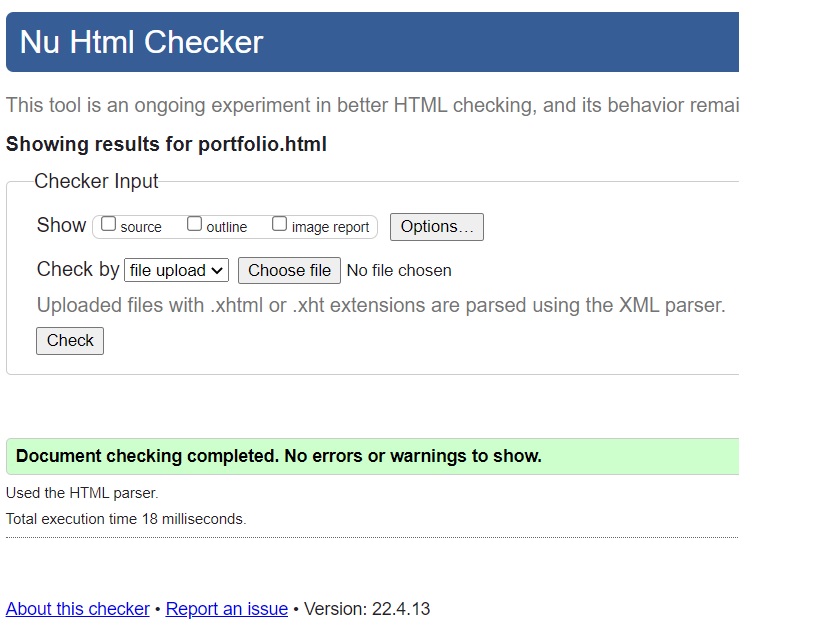 Nu Html Checker
This tool is an ongoing experiment in better HTML checking, and its behavior remai
Showing results for portfolio.html
Checker Input
Show source outline image report Options…
Check by file upload Choose file No file chosen
Uploaded files with .xhtml or .xht extensions are parsed using the XML parser.
Check
Document checking completed. No errors or warnings to show.
Used the HTML parser.
Total execution time 18 milliseconds.
About this checker • Report an issue • Version: 22.4.13